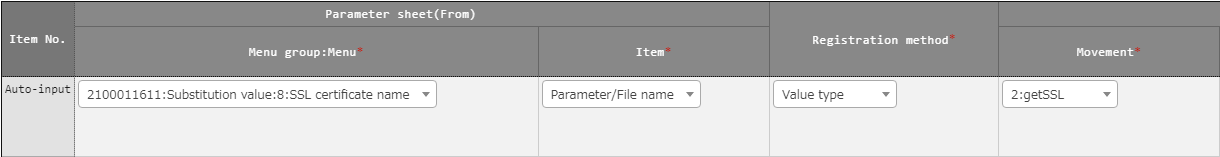 Parameter sheet(From)
Item No.
Menu group:Menu*
Item*
Registration method*
Movement*
Auto-input
2100011611:Substitution value:8:SSL certificate name
Parameter/File name
Value type
2:getSSL